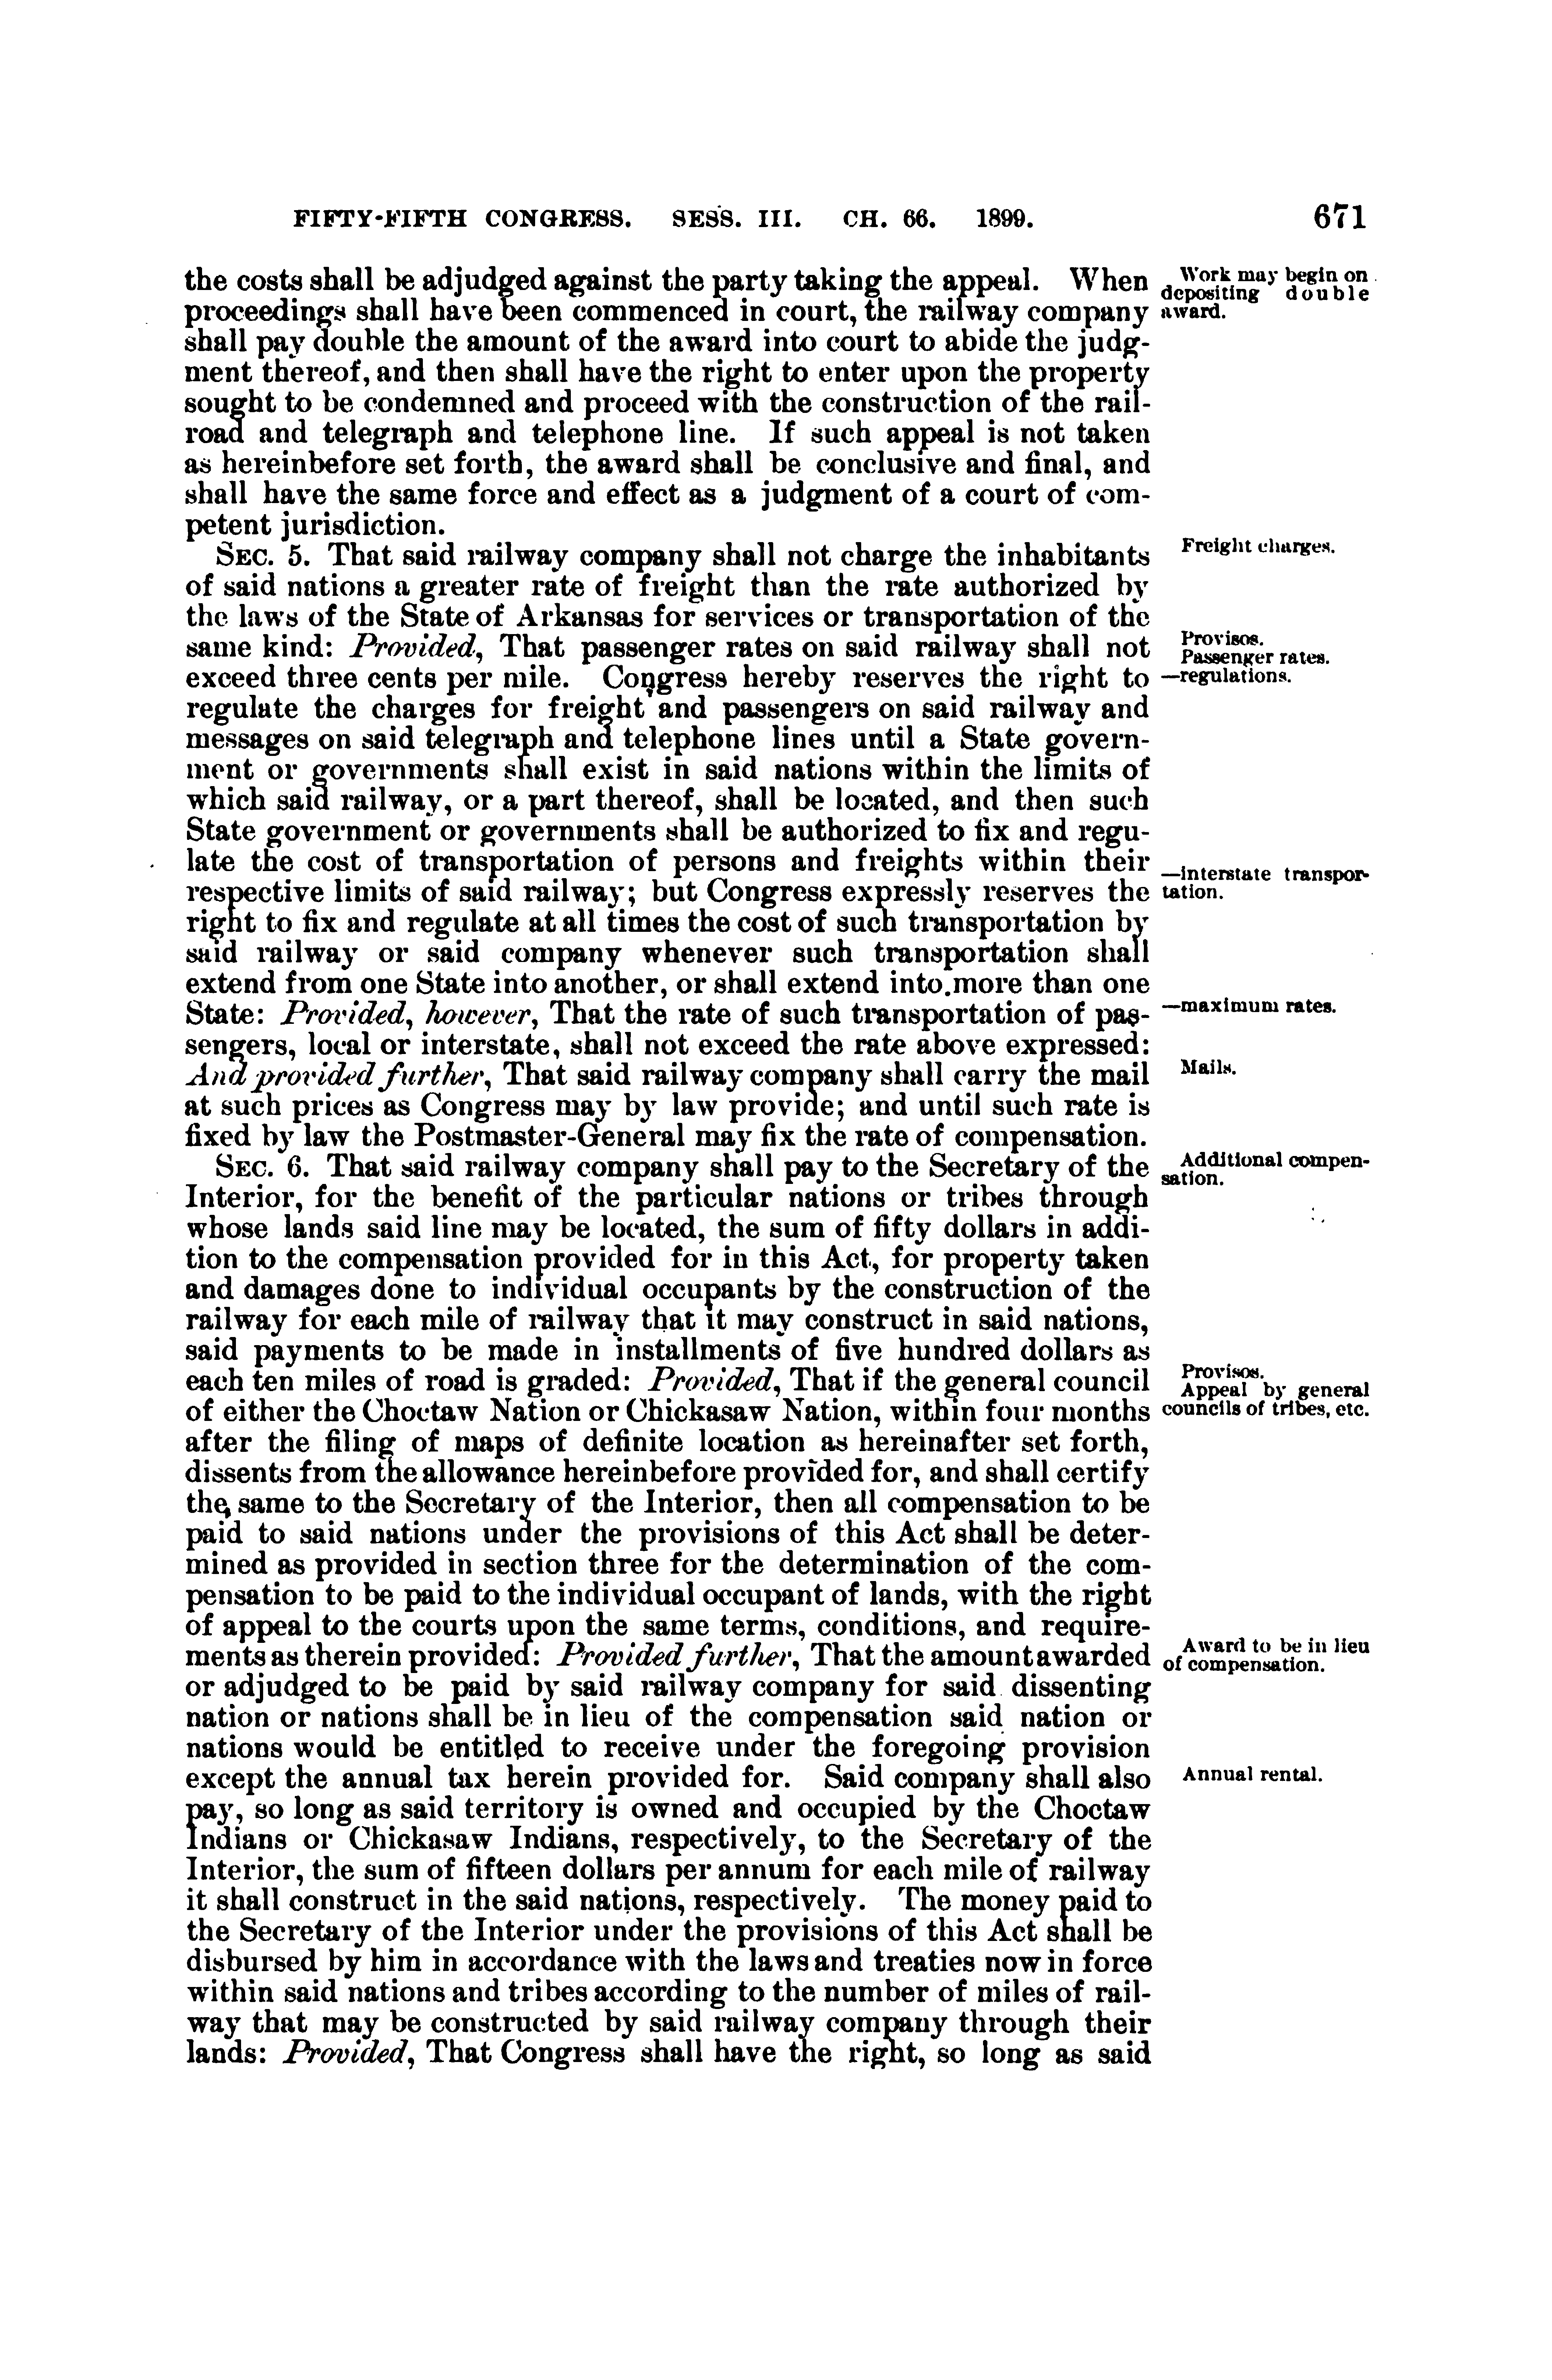 FIFTY-FIFTH CONGRESS. SESS. III. CH. 66. 1899. 671
the costs shall be adjudged against the party taking the appeal. When
proceedings shall have been commenced in court, the railway company
shall pay double the amount of the award into court to abide the judg-
ment thereof, and then shall have the right to enter upon the property
sought to be condemned and proceed with the construction of the rail-
road and telegraph and telephone line. If such appeal is not taken
as hereinbefore set forth, the award shall be conclusive and final, and
shall have the same force and effect as a judgment of a court of com-
petent jurisdiction.
Work may begin on
depositing double
award.
SEC. 5. That said railway company shall not charge the inhabitants
of said nations a greater rate of freight than the rate authorized by
the laws of the State of Arkansas for services or transportation of the
same kind: Provided, That passenger rates on said railway shall not
exceed three cents per mile. Congress hereby reserves the right to
regulate the charges for freight and passengers on said railway and
messages on said telegraph and telephone lines until a State govern-
ment or governments shall exist in said nations within the limits of
which said railway, or a part thereof, shall be located, and then such
State government or governments shall be authorized to fix and regu-
late the cost of transportation of persons and freights within their
respective limits of said railway; but Congress expressly reserves the
right to fix and regulate at all times the cost of such transportation by
said railway or said company whenever such transportation shall
extend from one State into another, or shall extend into more than one
State: Provided, however, That the rate of such transportation of pas-
sengers, local or interstate, shall not exceed the rate above expressed:
And provided further, That said railway company shall carry the mail
at such prices as Congress may by law provide; and until such rate is
fixed by law the Postmaster-General may fix the rate of compensation.
Freight charges.
Provisos.
Passenger rates.
—regulations.
—interstate transpor-
tation.
—maximum rates.
Mails.
SEC. 6. That said railway company shall pay to the Secretary of the
Interior, for the benefit of the particular nations or tribes through
whose lands said line may be located, the sum of fifty dollars in addi-
tion to the compensation provided for in this Act, for property taken
and damages done to individual occupants by the construction of the
railway for each mile of railway that it may construct in said nations,
said payments to be made in installments of five hundred dollars as
each ten miles of road is graded: Provided, That if the general council
of either the Choctaw Nation or Chickasaw Nation, within four months
after the filing of maps of definite location as hereinafter set forth,
dissents from the allowance hereinbefore provided for, and shall certify
the same to the Secretary of the Interior, then all compensation to be
paid to said nations under the provisions of this Act shall be deter-
mined as provided in section three for the determination of the com-
pensation to be paid to the individual occupant of lands, with the right
of appeal to the courts upon the same terms, conditions, and require-
ments as therein provided: Provided further, That the amount awarded
or adjudged to be paid by said railway company for said dissenting
nation or nations shall be in lieu of the compensation said nation or
nations would be entitled to receive under the foregoing provision
except the annual tax herein provided for. Said company shall also
pay, so long as said territory is owned and occupied by the Choctaw
Indians or Chickasaw Indians, respectively, to the Secretary of the
Interior, the sum of fifteen dollars per annum for each mile of railway
it shall construct in the said nations, respectively. The money paid to
the Secretary of the Interior under the provisions of this Act shall be
disbursed by him in accordance with the laws and treaties now in force
within said nations and tribes according to the number of miles of rail-
way that may be constructed by said railway company through their
lands: Provided, That Congress shall have the right, so long as said
Additional compen-
sation.
Provisos.
Appeal by general
councils of tribes, etc.
Award to be in lieu
of compensation.
Annual rental.